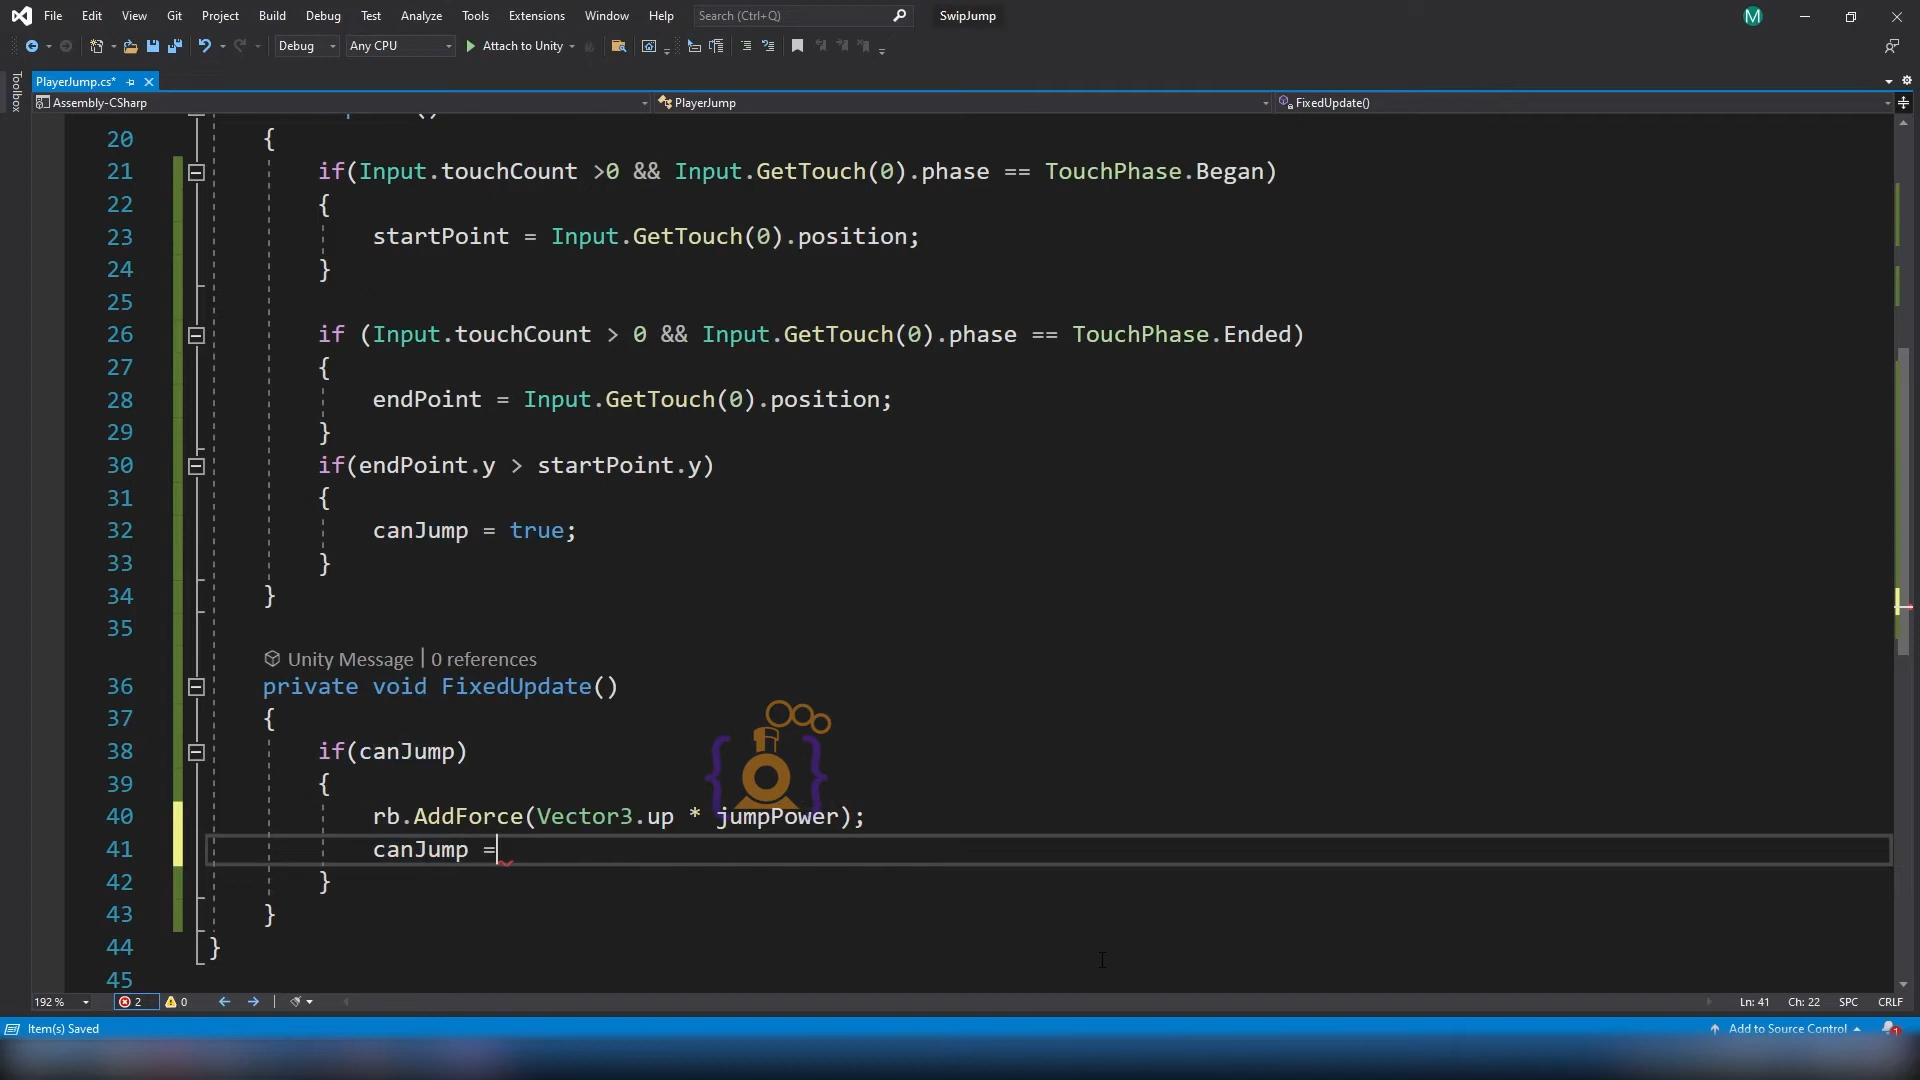 File Edit View Git Project Build Debug Test Analyze Tools Extensions Window Help Search (Ctrl+Q) SwipJump M
Debug Any CPU Attach to Unity
Toolbox
PlayerJump.cs*
Assembly-CSharp PlayerJump FixedUpdate()
20 {
21 if(Input.touchCount >0 && Input.GetTouch(0).phase == TouchPhase.Began)
22 {
23 startPoint = Input.GetTouch(0).position;
24 }
25
26 if (Input.touchCount > 0 && Input.GetTouch(0).phase == TouchPhase.Ended)
27 {
28 endPoint = Input.GetTouch(0).position;
29 }
30 if(endPoint.y > startPoint.y)
31 {
32 canJump = true;
33 }
34 }
35
Unity Message | 0 references
36 private void FixedUpdate()
37 {
38 if(canJump)
39 {
40 rb.AddForce(Vector3.up * jumpPower);
41 canJump =
42 }
43 }
44 }
45
192 % 2 0 Ln: 41 Ch: 22 SPC CRLF
Item(s) Saved Add to Source Control 1